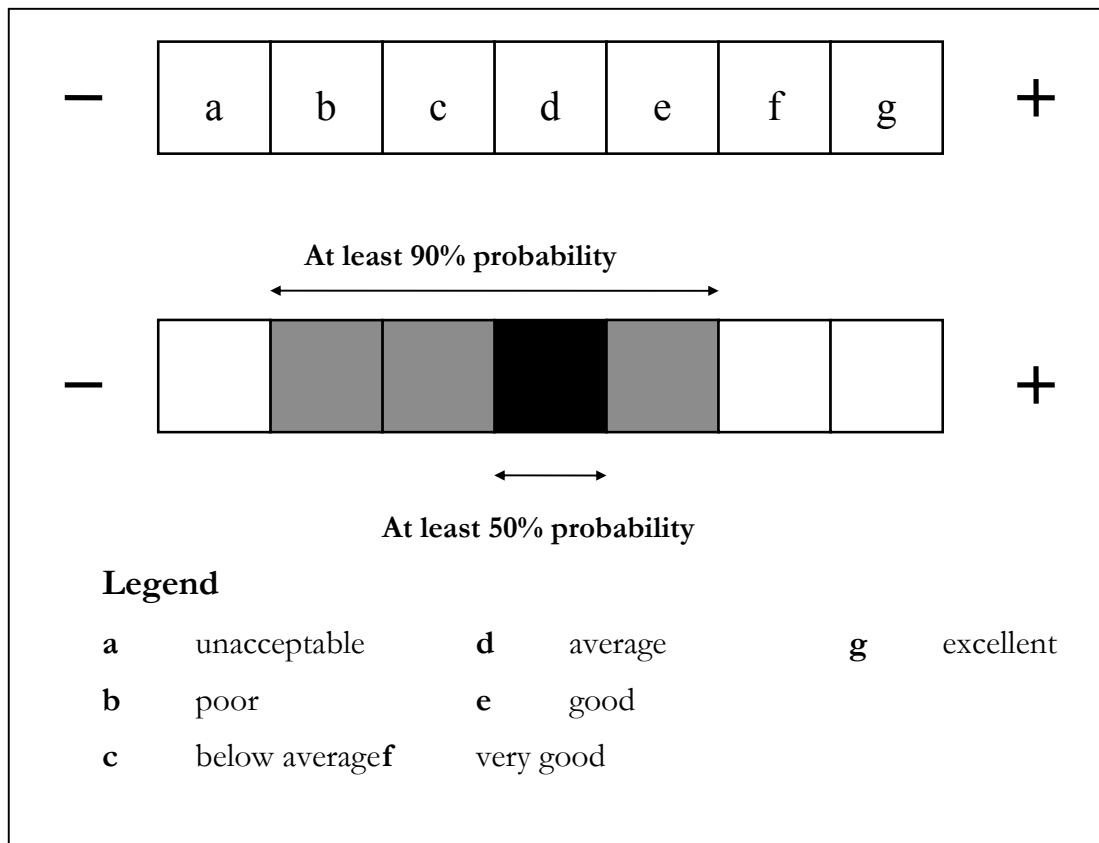 − a b c d e f g +
At least 90% probability
− +
At least 50% probability
Legend
a unacceptable d average g excellent
b poor e good
c below averagef very good